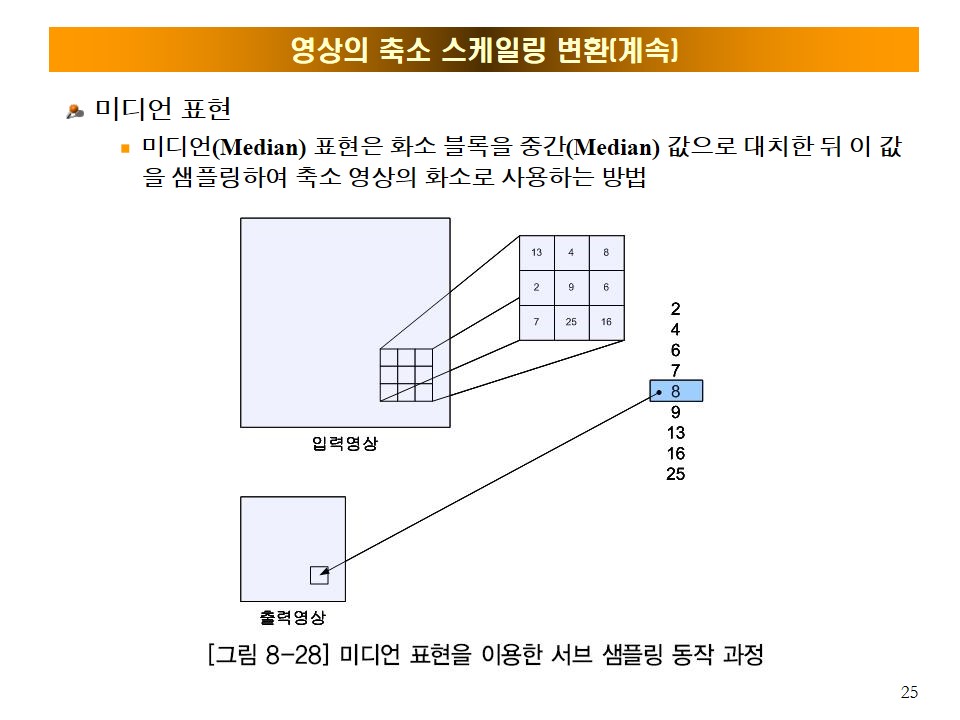 영상의 축소 스케일링 변환(계속)
미디언 표현
미디언(Median) 표현은 화소 블록을 중간(Median) 값으로 대치한 뒤 이 값
을 샘플링하여 축소 영상의 화소로 사용하는 방법
13 4 8
2 9 6
7 25 16
2
4
6
7
8
9
13
16
25
입력영상
출력영상
[그림 8-28] 미디언 표현을 이용한 서브 샘플링 동작 과정
25